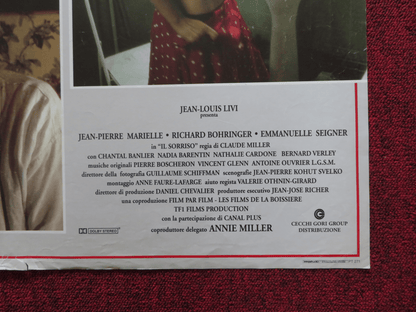 JEAN-LOUIS LIVI
presenta
JEAN-PIERRE MARIELLE • RICHARD BOHRINGER • EMMANUELLE SEIGNER
in "IL SORRISO" regia di CLAUDE MILLER
con CHANTAL BANLIER NADIA BARENTIN NATHALIE CARDONE BERNARD VERLEY
musiche originali PIERRE BOSCHERON VINCENT GLENN ANTOINE OUVRIER L.G.S.M.
direttore della fotografia GUILLAUME SCHIFFMAN scenografie JEAN-PIERRE KOHUT SVELKO
montaggio ANNE FAURE-LAFARGE aiuto regista VALERIE OTHNIN-GIRARD
direttore di produzione DANIEL CHEVALIER produttore esecutivo JEAN-JOSE RICHER
una coproduzione FILM PAR FILM - LES FILMS DE LA BOISSIERE
TF1 FILMS PRODUCTION
con la partecipazione di CANAL PLUS
coproduttore delegato ANNIE MILLER
DOLBY STEREO
CECCHI GORI GROUP
DISTRIBUZIONE